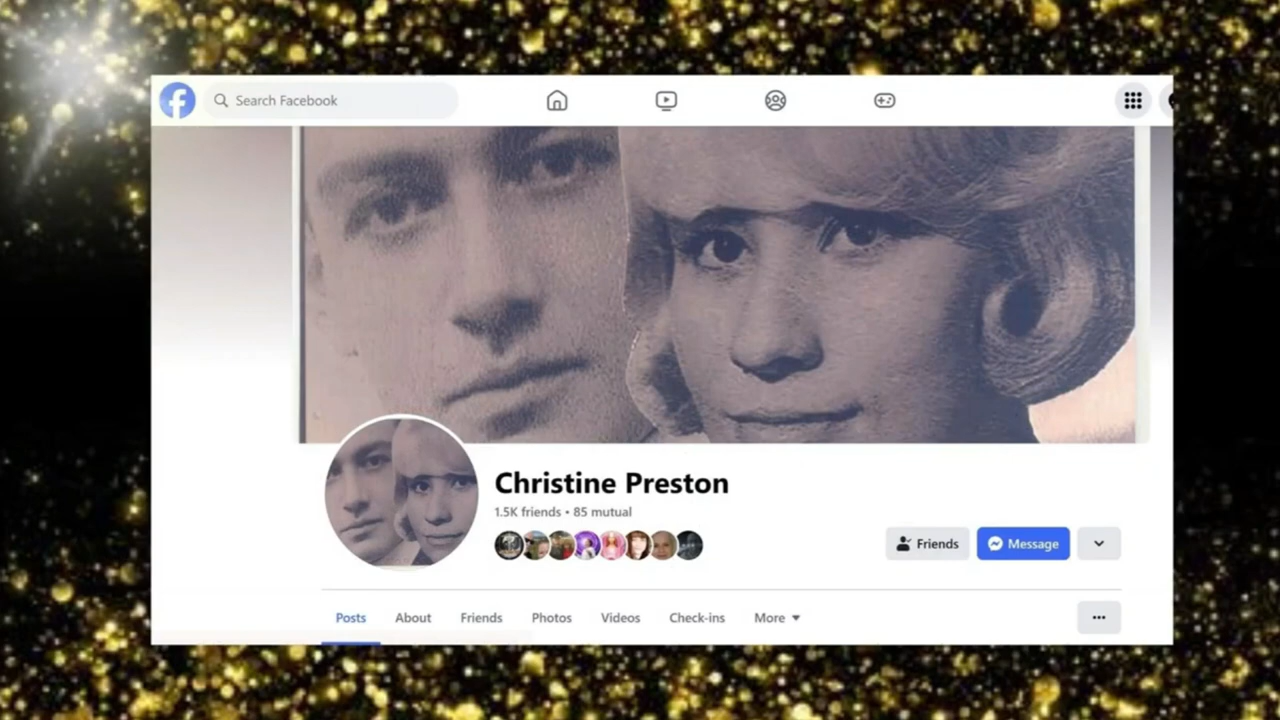 Search Facebook
Christine Preston
1.5K friends • 85 mutual
Friends
Message
Posts
About
Friends
Photos
Videos
Check-ins
More